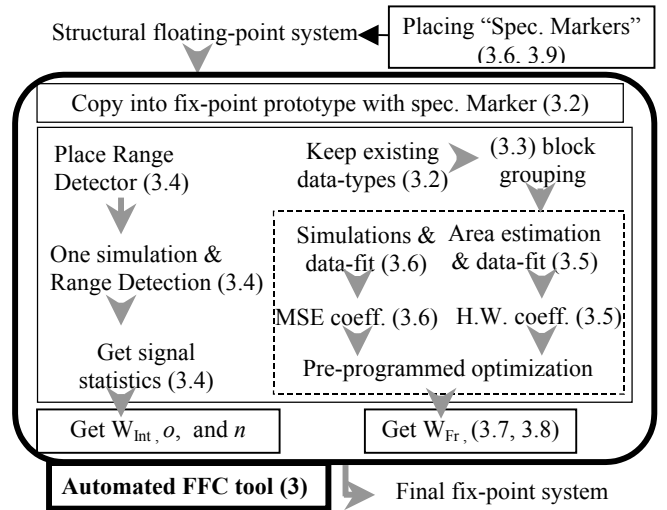 Structural floating-point system
Placing “Spec. Markers”
(3.6, 3.9)
Copy into fix-point prototype with spec. Marker (3.2)
Place Range
Detector (3.4)
One simulation &
Range Detection (3.4)
Get signal
statistics (3.4)
Keep existing
data-types (3.2)
(3.3) block
grouping
Simulations &
data-fit (3.6)
Area estimation
& data-fit (3.5)
MSE coeff. (3.6)
H.W. coeff. (3.5)
Pre-programmed optimization
Get WInt , o, and n
Get WFr, (3.7, 3.8)
Automated FFC tool (3)
Final fix-point system